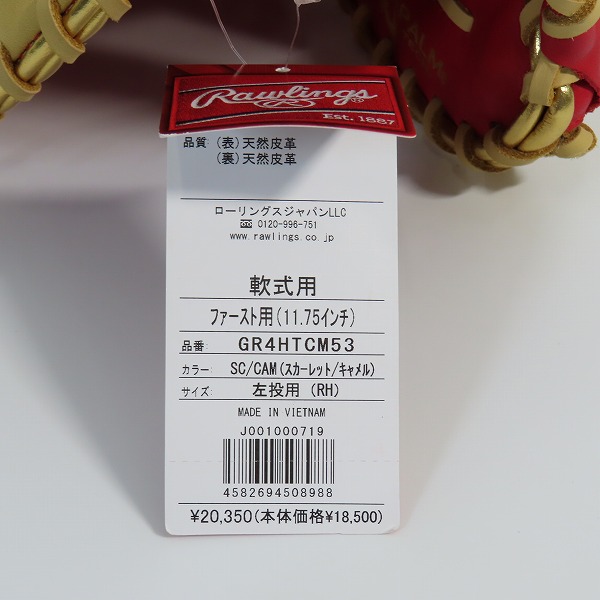 Rawlings
R
Est. 1887
PALM
品質: (表)天然皮革
(裏)天然皮革
ローリングスジャパンLLC
0120-996-751
www.rawlings.co.jp
軟式用
ファースト用(11.75インチ)
品番: GR4HTCM53
カラー: SC/CAM(スカーレット/キャメル)
サイズ: 左投用 (RH)
MADE IN VIETNAM
J001000719
4582694508988
¥20,350(本体価格¥18,500)